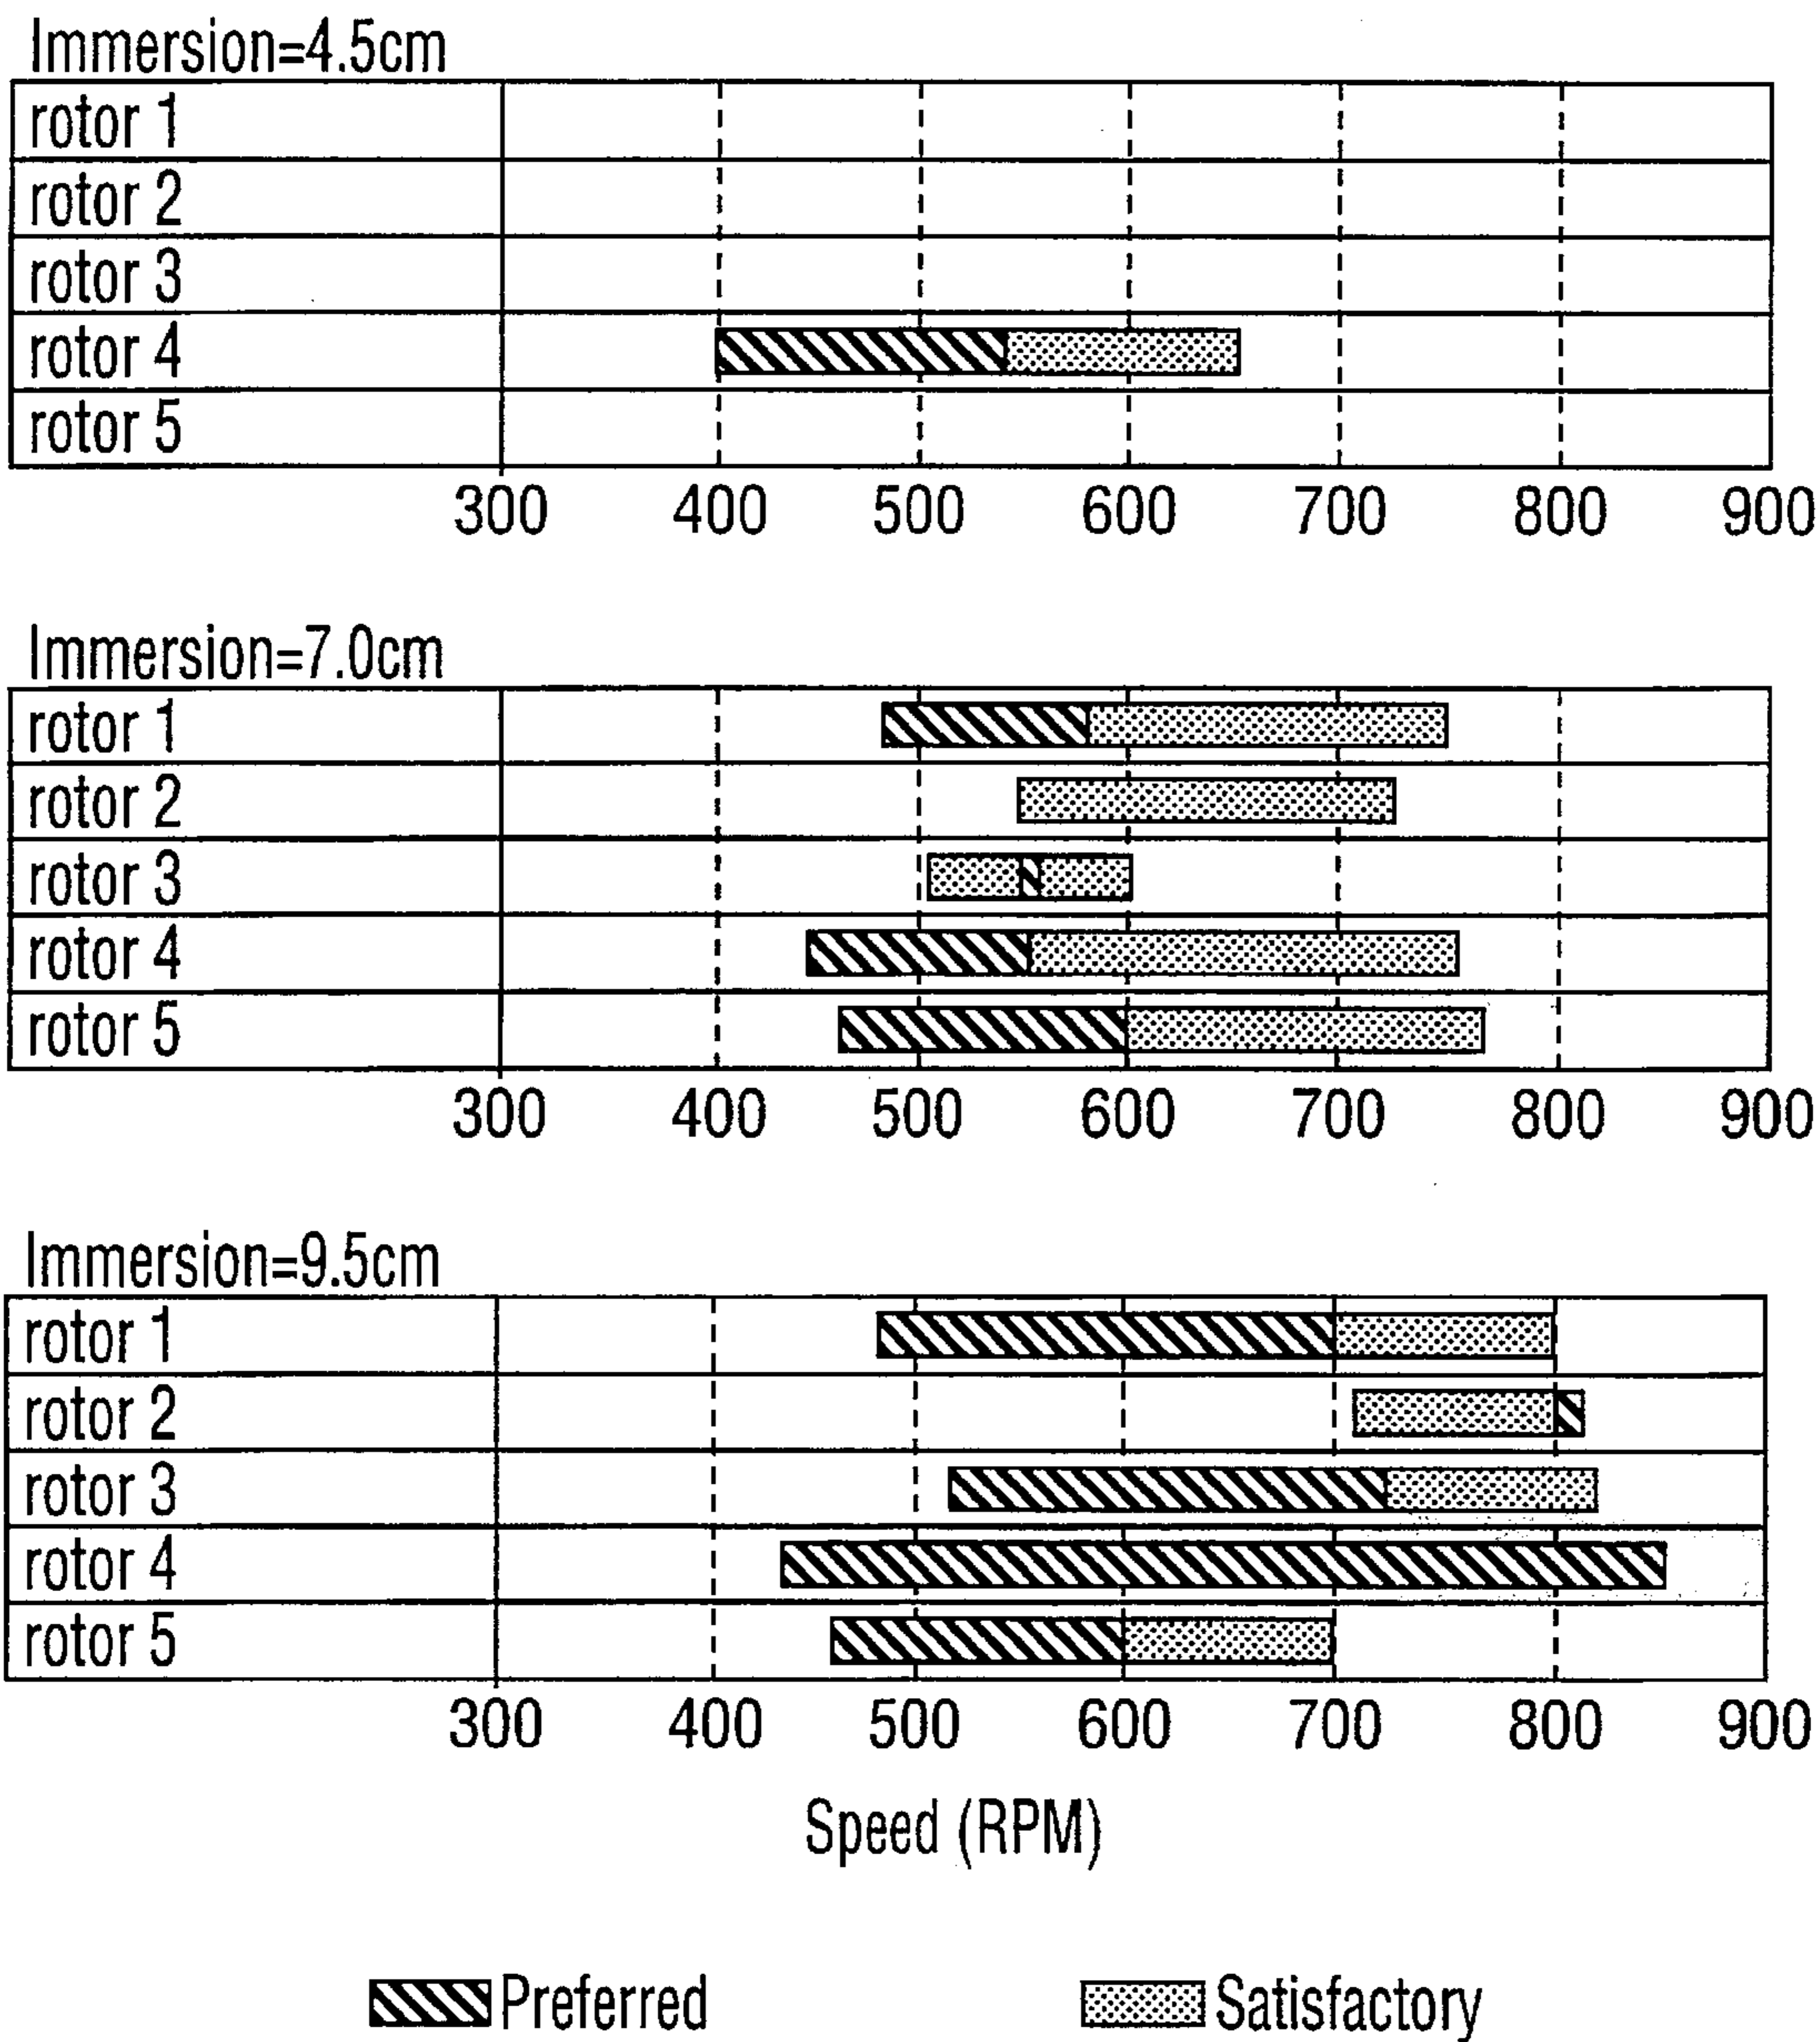 Immersion=4.5cm
rotor 1
rotor 2
rotor 3
rotor 4
rotor 5
300 400 500 600 700 800 900
Immersion=7.0cm
rotor 1
rotor 2
rotor 3
rotor 4
rotor 5
300 400 500 600 700 800 900
Immersion=9.5cm
rotor 1
rotor 2
rotor 3
rotor 4
rotor 5
300 400 500 600 700 800 900
Speed (RPM)
Preferred Satisfactory